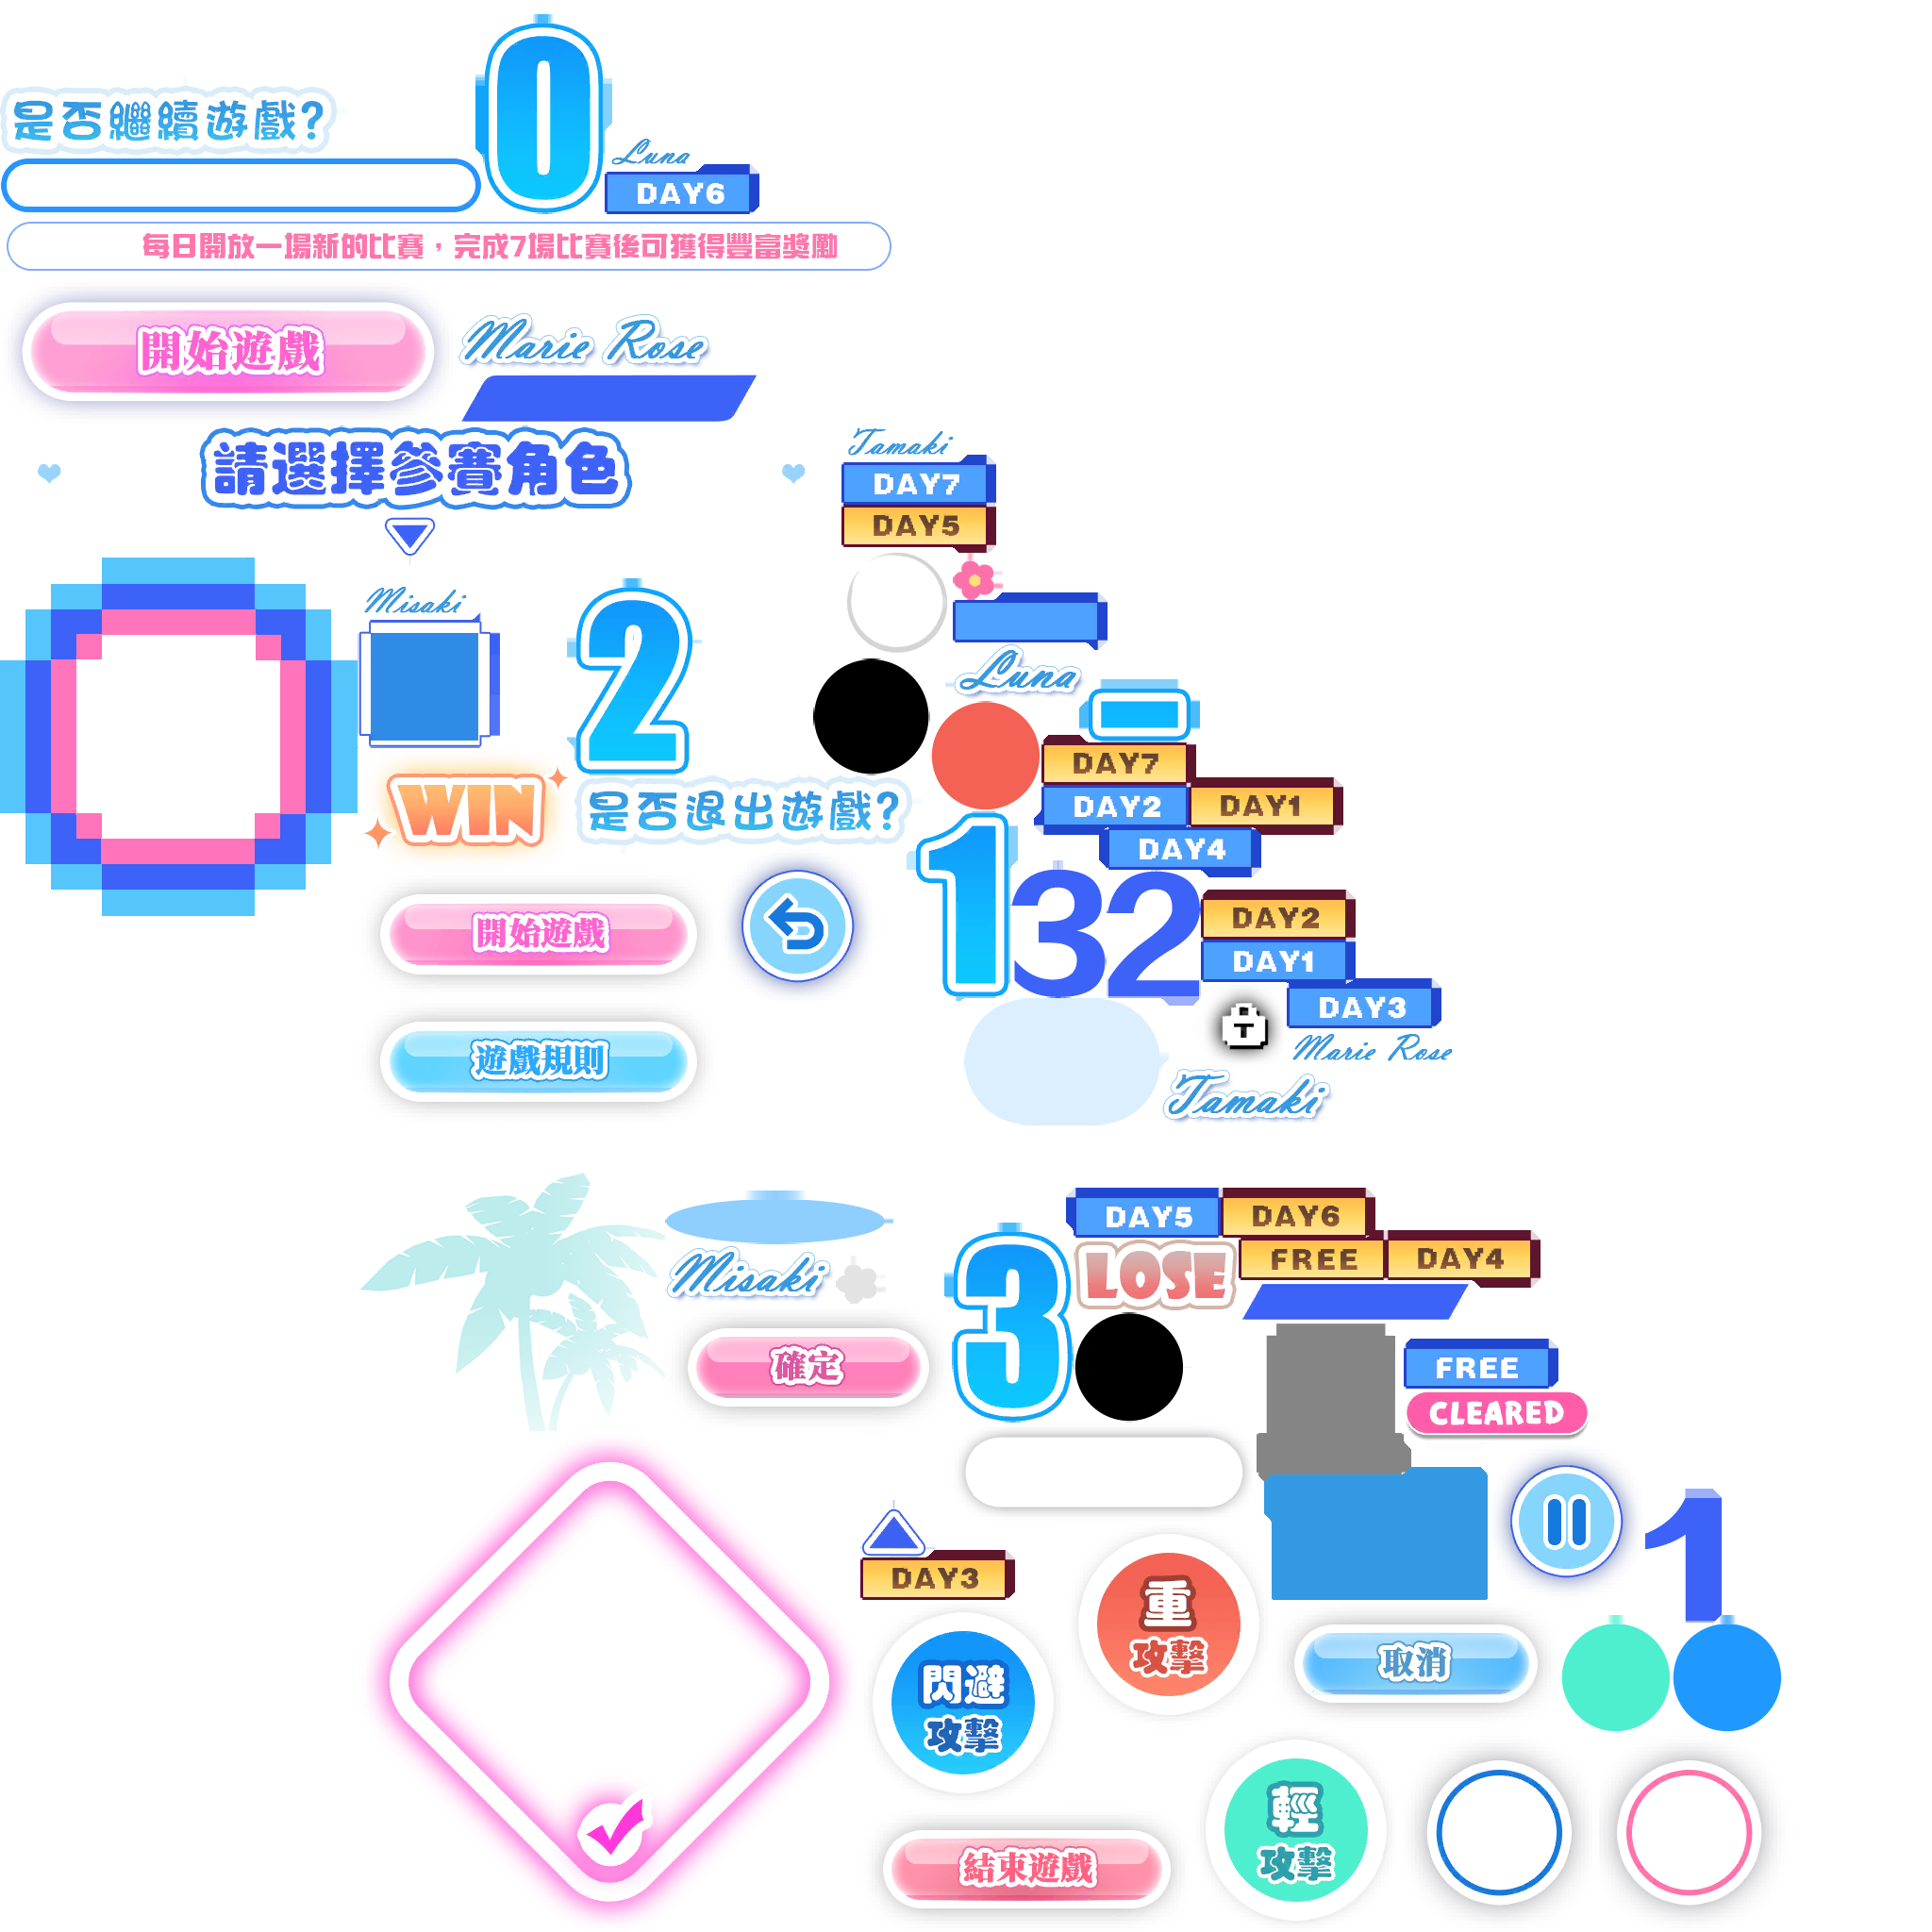 0
是否繼續遊戲?
Luna
DAY6
每日開放一場新的比賽，完成7場比賽後可獲得豐富獎勵
開始遊戲
Marie Rose
請選擇參賽角色
Tamaki
DAY7
DAY5
Misaki
2
Luna
DAY7
WIN
是否退出遊戲?
DAY2
DAY1
DAY4
1
3
2
DAY2
開始遊戲
DAY1
DAY3
Marie Rose
遊戲規則
Tamaki
DAY5
DAY6
Misaki
3
LOSE
FREE
DAY4
確定
FREE
CLEARED
1
DAY3
重
攻擊
閃避
攻擊
取消
輕
攻擊
結束遊戲